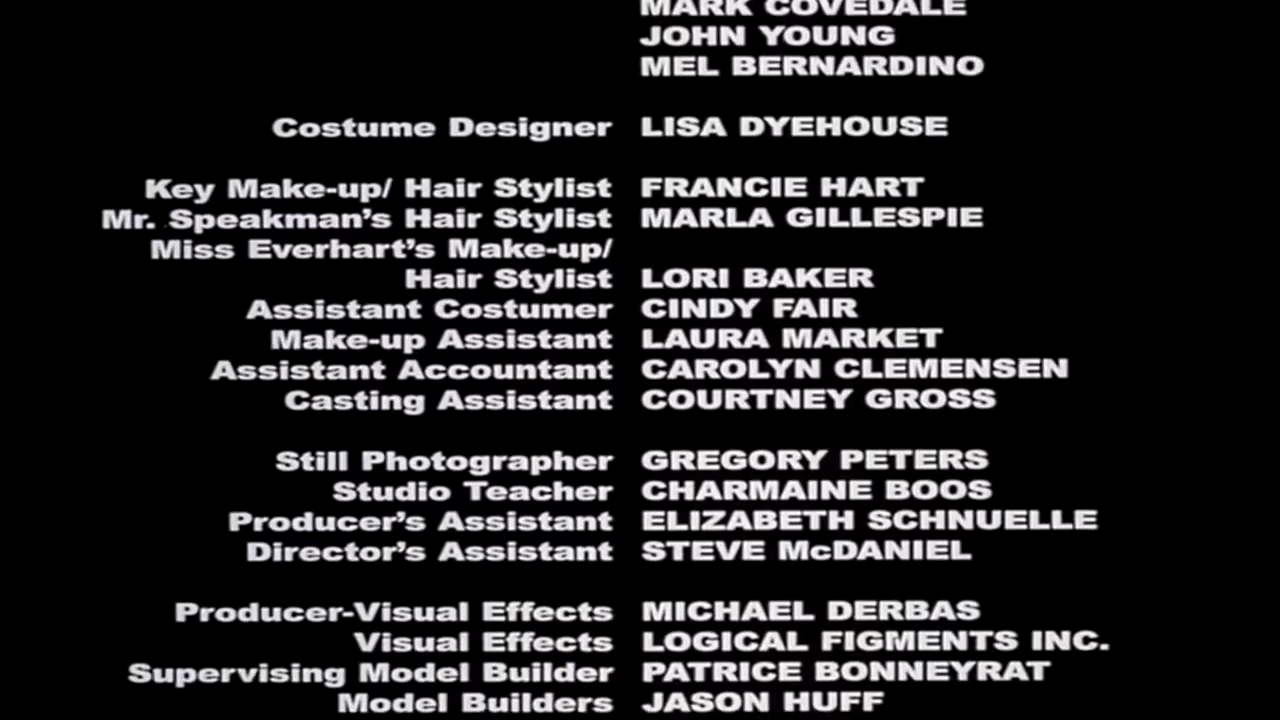 MARK COVEDALE
JOHN YOUNG
MEL BERNARDINO
Costume Designer LISA DYEHOUSE
Key Make-up/ Hair Stylist FRANCIE HART
Mr. Speakman's Hair Stylist MARLA GILLESPIE
Miss Everhart's Make-up/
Hair Stylist LORI BAKER
Assistant Costumer CINDY FAIR
Make-up Assistant LAURA MARKET
Assistant Accountant CAROLYN CLEMENSEN
Casting Assistant COURTNEY GROSS
Still Photographer GREGORY PETERS
Studio Teacher CHARMAINE BOOS
Producer's Assistant ELIZABETH SCHNUELLE
Director's Assistant STEVE McDANIEL
Producer-Visual Effects MICHAEL DERBAS
Visual Effects LOGICAL FIGMENTS INC.
Supervising Model Builder PATRICE BONNEYRAT
Model Builders JASON HUFF